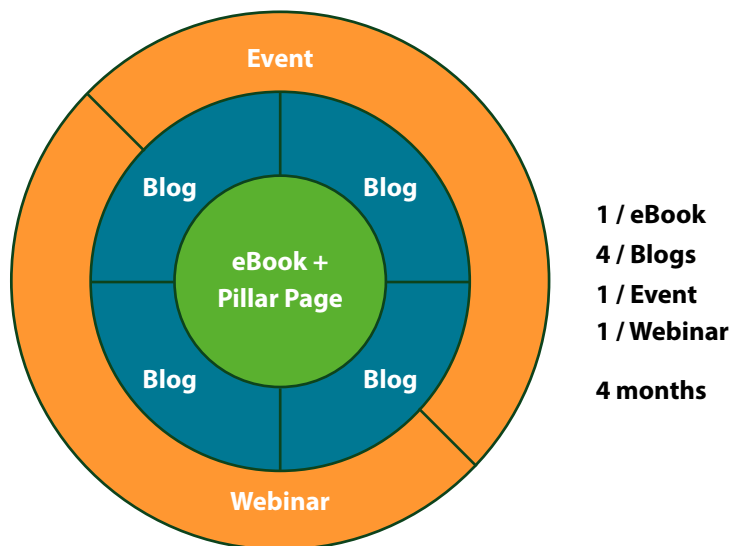 Event
Blog
Blog
eBook +
Pillar Page
Blog
Blog
Webinar
1 / eBook
4 / Blogs
1 / Event
1 / Webinar
4 months